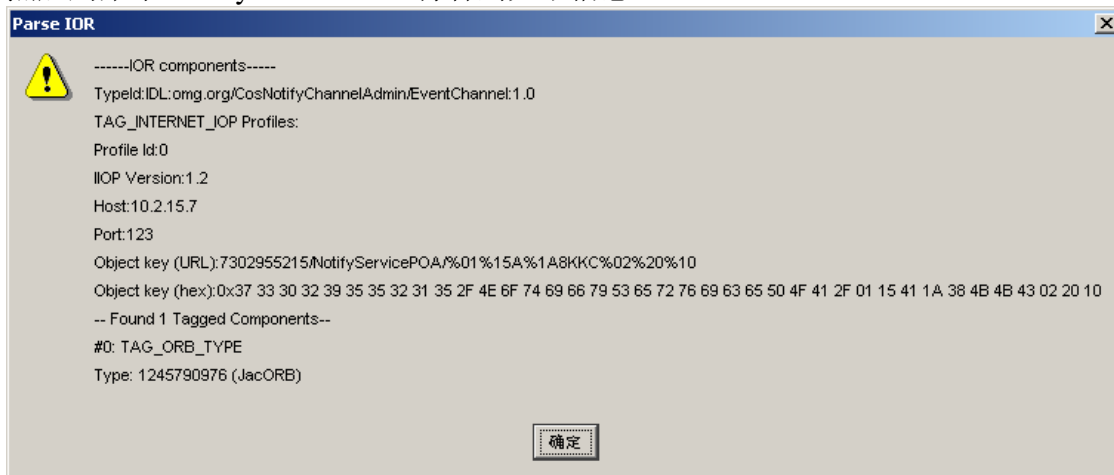 Parse IOR
------IOR components-----
TypeId:IDL:omg.org/CosNotifyChannelAdmin/EventChannel:1.0
TAG_INTERNET_IOP Profiles:
Profile Id:0
IIOP Version:1.2
Host:10.2.15.7
Port:123
Object key (URL):7302955215/NotifyServicePOA/%01%15A%1A8KKC%02%20%10
Object key (hex):0x37 33 30 32 39 35 35 32 31 35 2F 4E 6F 74 69 66 79 53 65 72 76 69 63 65 50 4F 41 2F 01 15 41 1A 38 4B 4B 43 02 20 10
-- Found 1 Tagged Components--
#0: TAG_ORB_TYPE
Type: 1245790976 (JacORB)
确定